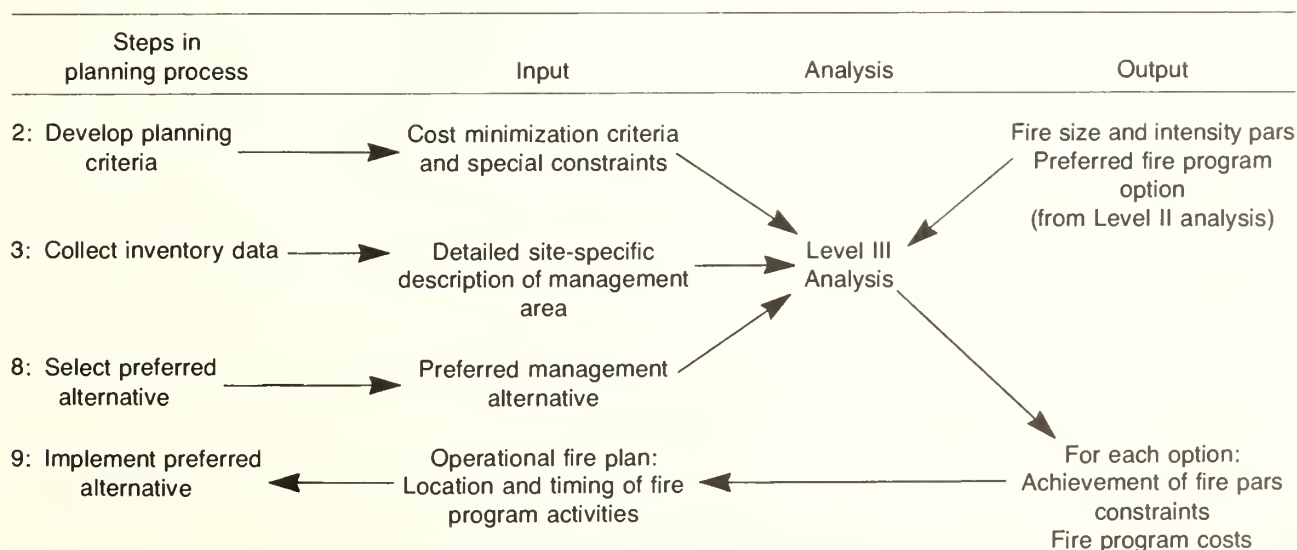 Steps in
planning process
Input
Analysis
Output
2: Develop planning
criteria
Cost minimization criteria
and special constraints
Fire size and intensity pars
Preferred fire program
option
(from Level II analysis)
3: Collect inventory data
Detailed site-specific
description of management
area
Level III
Analysis
8: Select preferred
alternative
Preferred management
alternative
9: Implement preferred
alternative
Operational fire plan:
Location and timing of fire
program activities
For each option:
Achievement of fire pars
constraints
Fire program costs